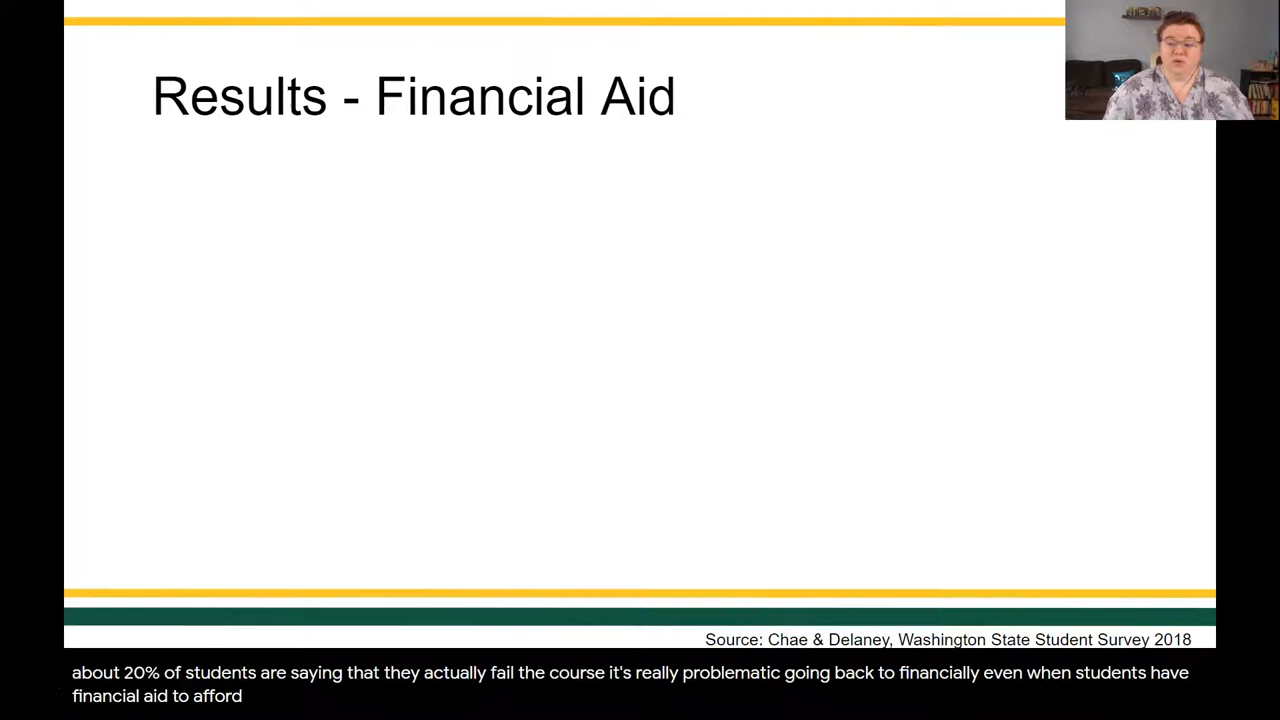 Results - Financial Aid
Source: Chae & Delaney, Washington State Student Survey 2018
about 20% of students are saying that they actually fail the course it's really problematic going back to financially even when students have
financial aid to afford